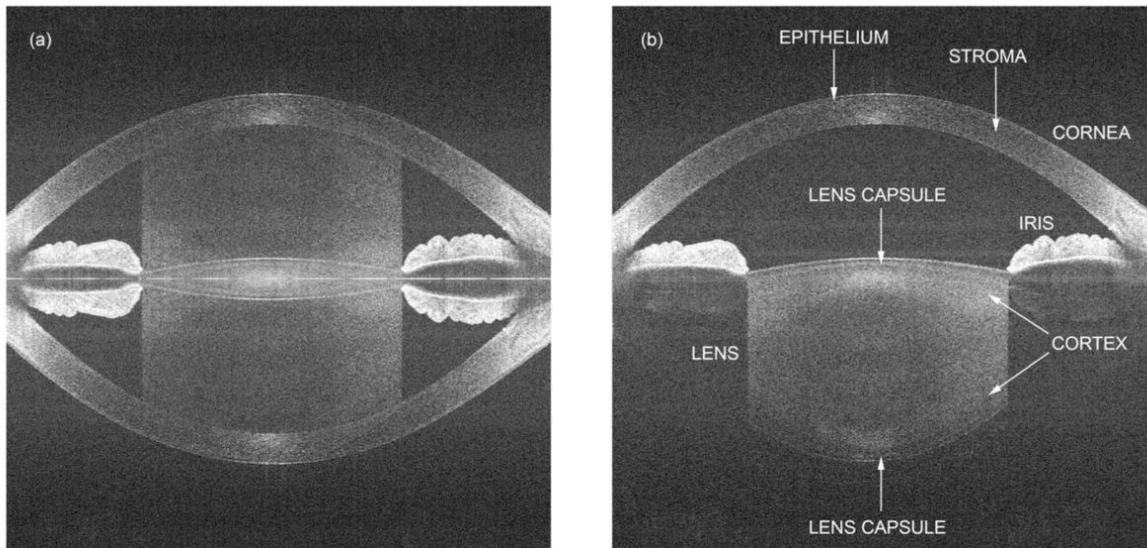 (a)
(b)
EPITHELIUM
STROMA
CORNEA
LENS CAPSULE
IRIS
LENS
CORTEX
LENS CAPSULE